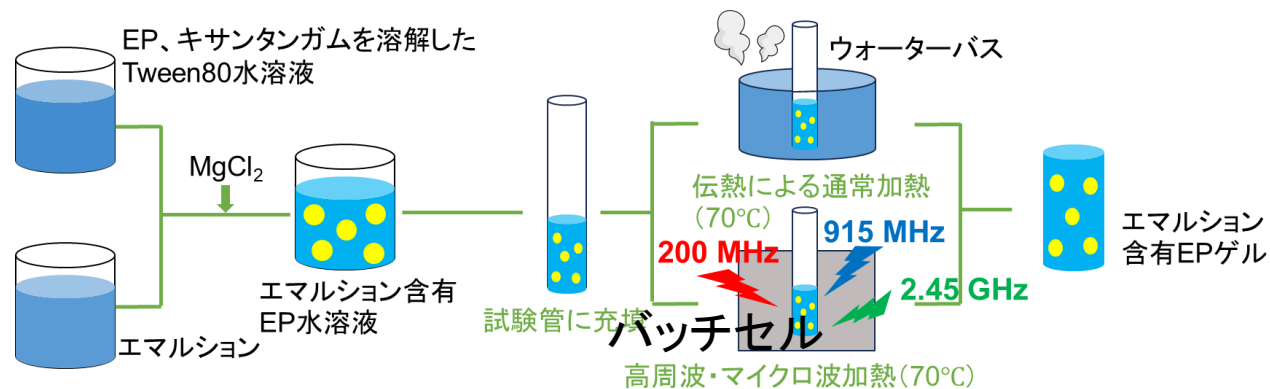 EP、キサンタンガムを溶解した
Tween80水溶液
MgCl₂
エマルション
エマルション含有
EP水溶液
試験管に充填
ウォーターバス
伝熱による通常加熱
(70℃)
200 MHz
915 MHz
2.45 GHz
バッチセル
高周波・マイクロ波加熱(70℃)
エマルション
含有EPゲル